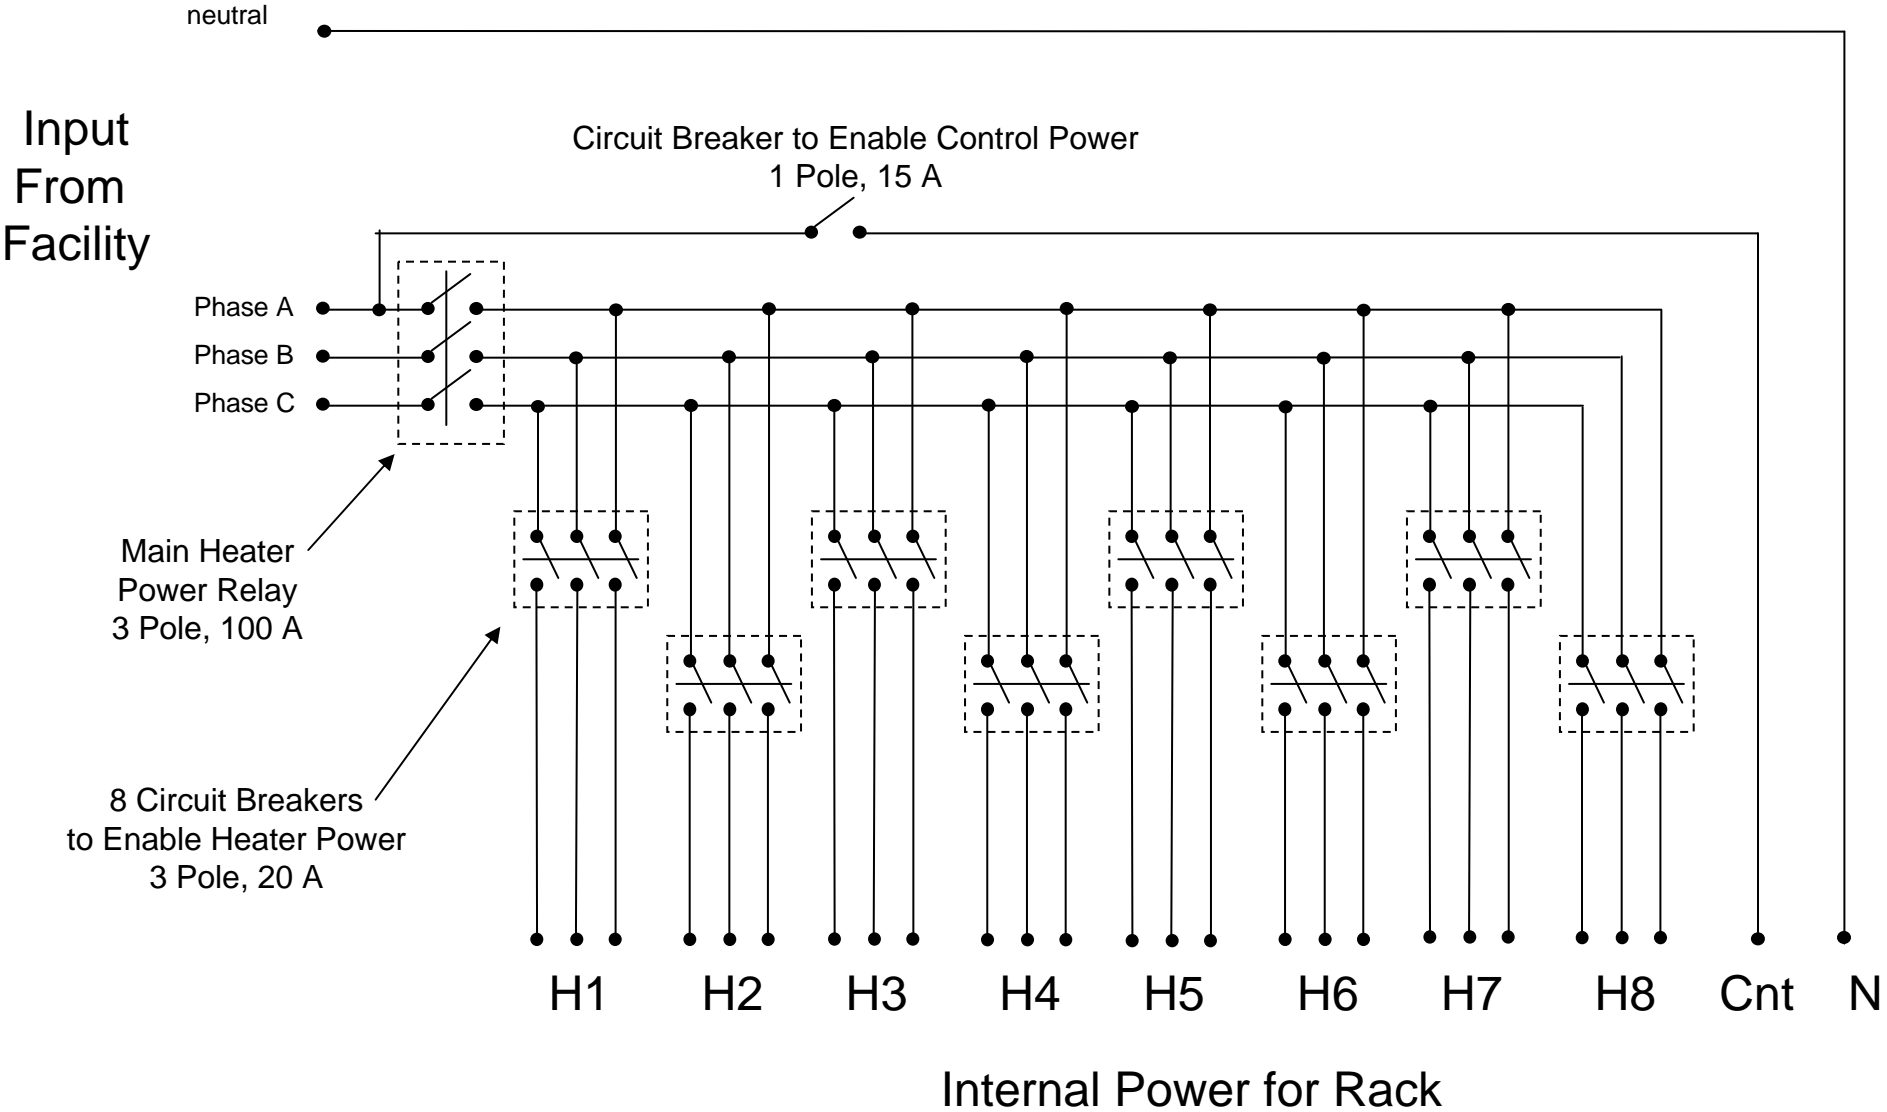 neutral
Input
From
Facility
Circuit Breaker to Enable Control Power
1 Pole, 15 A
Phase A
Phase B
Phase C
Main Heater
Power Relay
3 Pole, 100 A
8 Circuit Breakers
to Enable Heater Power
3 Pole, 20 A
H1 H2 H3 H4 H5 H6 H7 H8 Cnt N
Internal Power for Rack